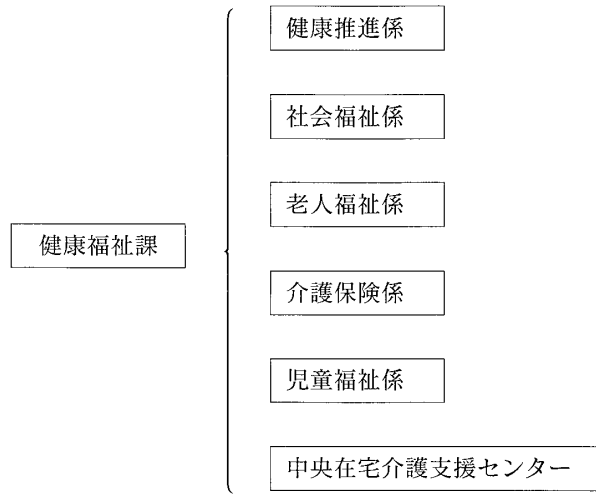 健康福祉課
健康推進係
社会福祉係
老人福祉係
介護保険係
児童福祉係
中央在宅介護支援センター